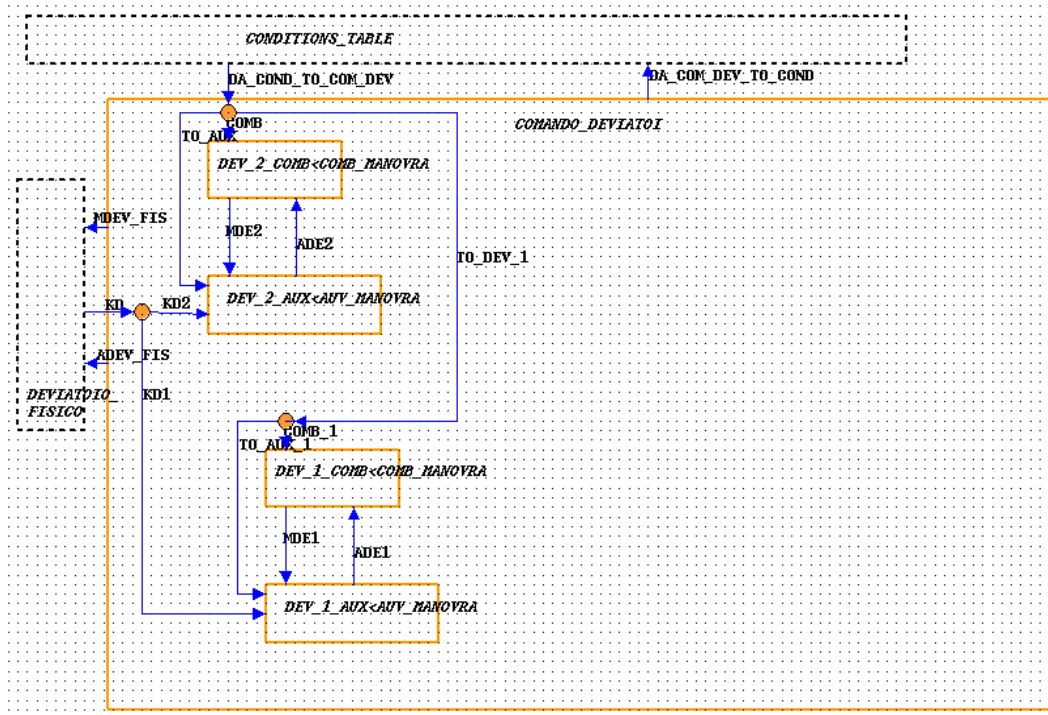 CONDITIONS_TABLE
DA_COND_TO_COM_DEV
DA_COM_DEV_TO_COND
COMB
COMANDO_DEVIATOI
TO_AUX
DEV_2_COMB<COMB_MANOVRA
MDEV_FIS
MDE2
ADE2
TO_DEV_1
DEV_2_AUX<AUV_MANOVRA
KD
KD2
ADEV_FIS
DEVIATOIO_
FISICO
KD1
COMB_1
TO_AUX_1
DEV_1_COMB<COMB_MANOVRA
MDE1
ADE1
DEV_1_AUX<AUV_MANOVRA